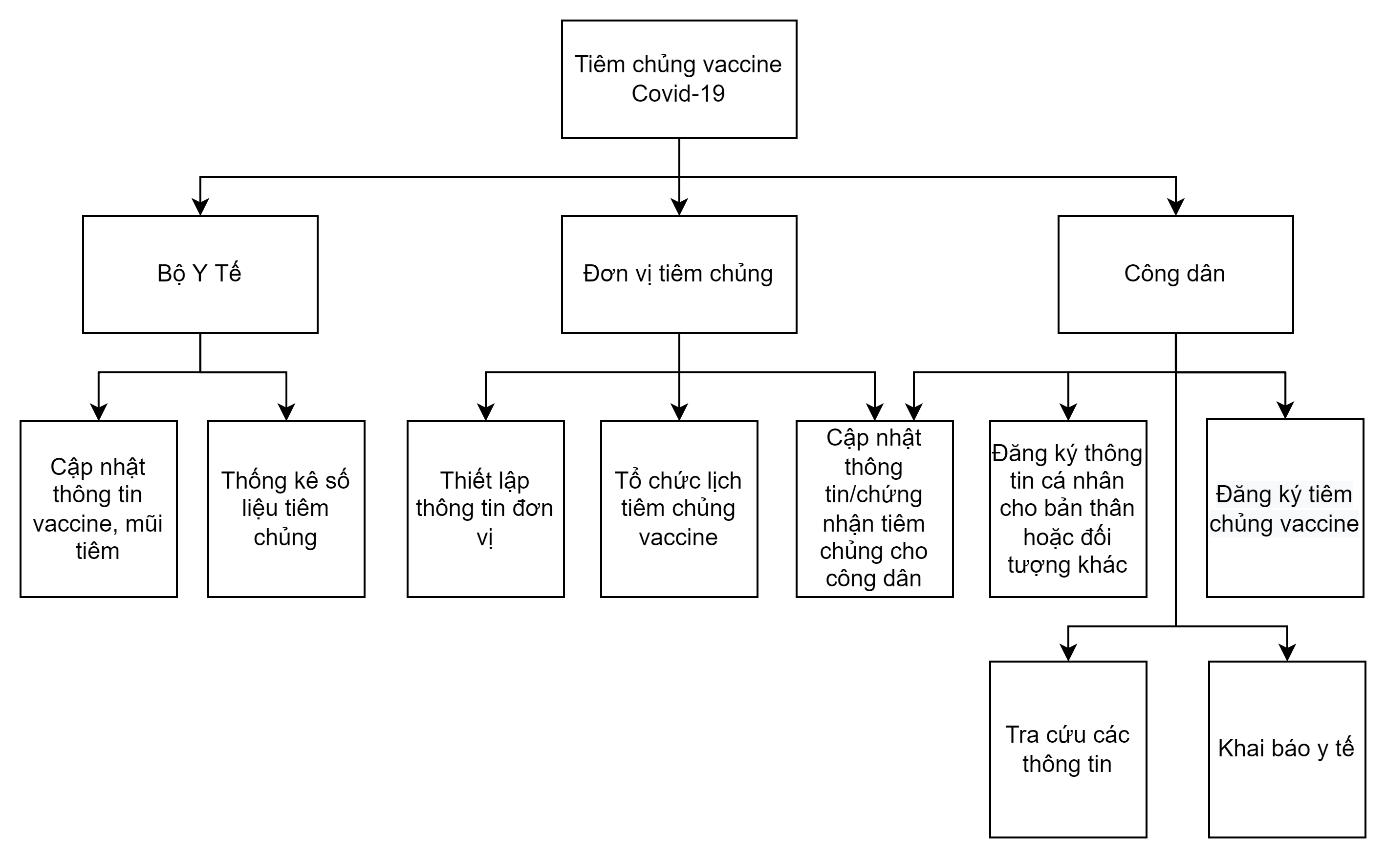 Tiêm chủng vaccine
Covid-19
Bộ Y Tế
Đơn vị tiêm chủng
Công dân
Cập nhật
thông tin
vaccine, mũi
tiêm
Thống kê số
liệu tiêm
chủng
Thiết lập
thông tin đơn
vị
Tổ chức lịch
tiêm chủng
vaccine
Cập nhật
thông
tin/chứng
nhận tiêm
chủng cho
công dân
Đăng ký thông
tin cá nhân
cho bản thân
hoặc đối
tượng khác
Đăng ký tiêm
chủng vaccine
Tra cứu các
thông tin
Khai báo y tế